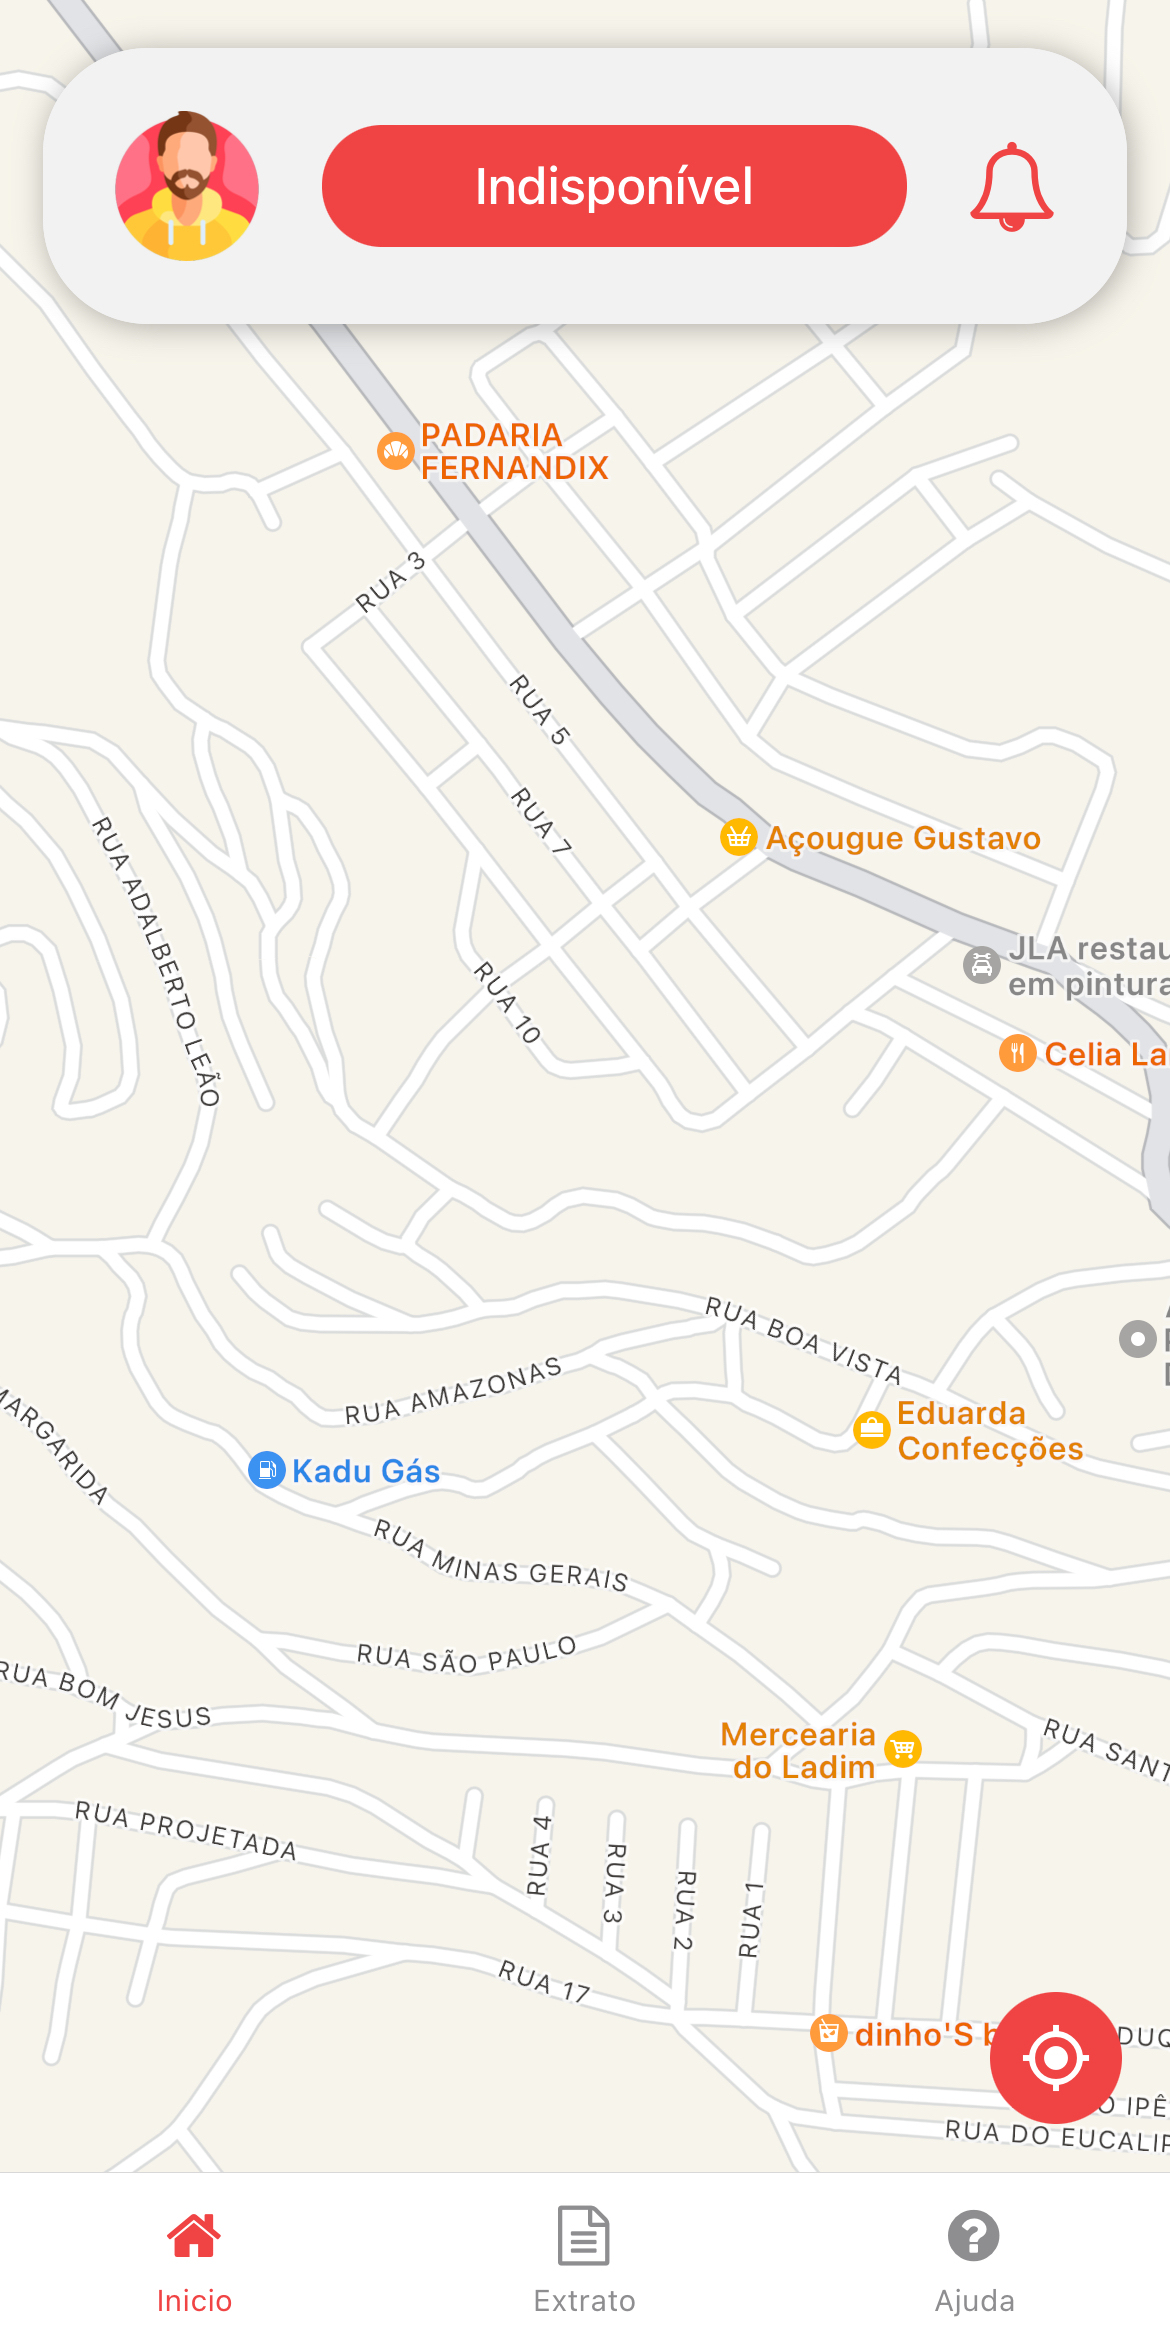 Indisponível
PADARIA
FERNANDIX
RUA 3
RUA 5
RUA 7
Açougue Gustavo
RUA ADALBERTO LEÃO
JLA restau
em pintura
RUA 10
Celia La
RUA BOA VISTA
RUA AMAZONAS
MARGARIDA
Eduarda
Confecções
Kadu Gás
RUA MINAS GERAIS
RUA SÃO PAULO
RUA BOM JESUS
Mercearia
do Ladim
RUA SANT
RUA PROJETADA
RUA 4
RUA 3
RUA 2
RUA 1
RUA 17
dinho'S b
DUQ
O IPÊ
RUA DO EUCALIP
Inicio
Extrato
Ajuda